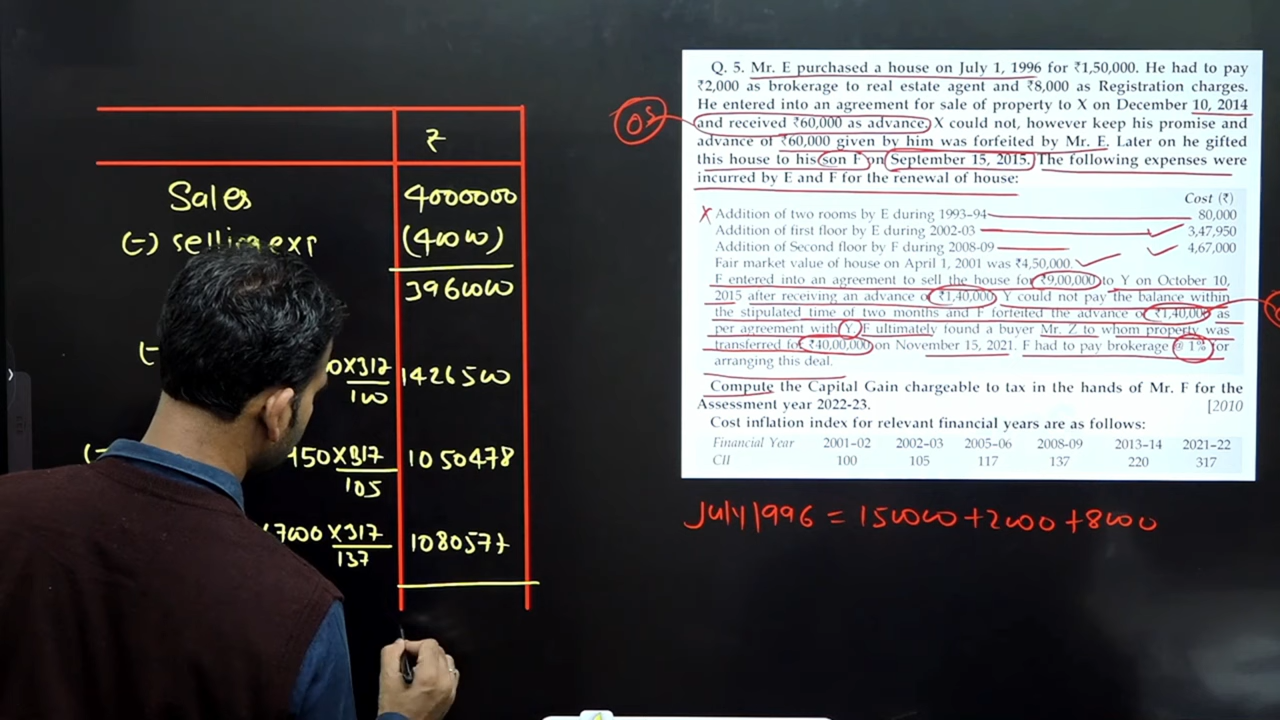 ₹
Sales 4000000
(-) selling exp (40000)
3960000
(-
0×317/100 1426500
(-
150×317/105 1050478
7000×317/137 1080577
OS
Q. 5. Mr. E purchased a house on July 1, 1996 for ₹1,50,000. He had to pay
₹2,000 as brokerage to real estate agent and ₹8,000 as Registration charges.
He entered into an agreement for sale of property to X on December 10, 2014
and received ₹60,000 as advance. X could not, however keep his promise and
advance of ₹60,000 given by him was forfeited by Mr. E. Later on he gifted
this house to his son F on September 15, 2015. The following expenses were
incurred by E and F for the renewal of house:
Cost (₹)
X Addition of two rooms by E during 1993-94 80,000
Addition of first floor by E during 2002-03 ✓ 3,47,950
Addition of Second floor by F during 2008-09 ✓ 4,67,000
Fair market value of house on April 1, 2001 was ₹4,50,000. ✓
F entered into an agreement to sell the house for ₹9,00,000 to Y on October 10,
2015 after receiving an advance of ₹1,40,000. Y could not pay the balance within
the stipulated time of two months and F forfeited the advance of ₹1,40,000 as
per agreement with Y. F ultimately found a buyer Mr. Z to whom property was
transferred for ₹40,00,000 on November 15, 2021. F had to pay brokerage @ 1% for
arranging this deal.
Compute the Capital Gain chargeable to tax in the hands of Mr. F for the
Assessment year 2022-23. [2010
Cost inflation index for relevant financial years are as follows:
Financial Year 2001-02 2002-03 2005-06 2008-09 2013-14 2021-22
CII 100 105 117 137 220 317
July 1996 = 150000+2000+8000